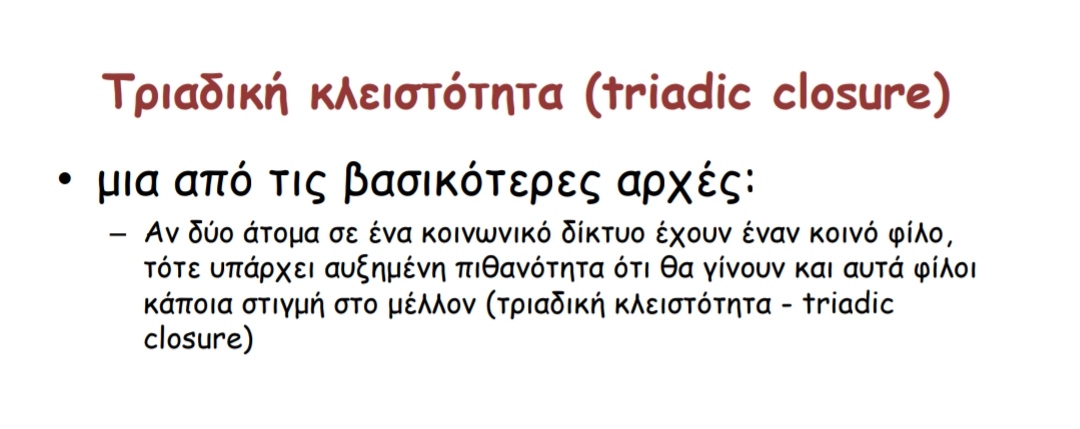 Τριαδική κλειστότητα (triadic closure)
• μια από τις βασικότερες αρχές:
– Αν δύο άτομα σε ένα κοινωνικό δίκτυο έχουν έναν κοινό φίλο,
τότε υπάρχει αυξημένη πιθανότητα ότι θα γίνουν και αυτά φίλοι
κάποια στιγμή στο μέλλον (τριαδική κλειστότητα - triadic
closure)